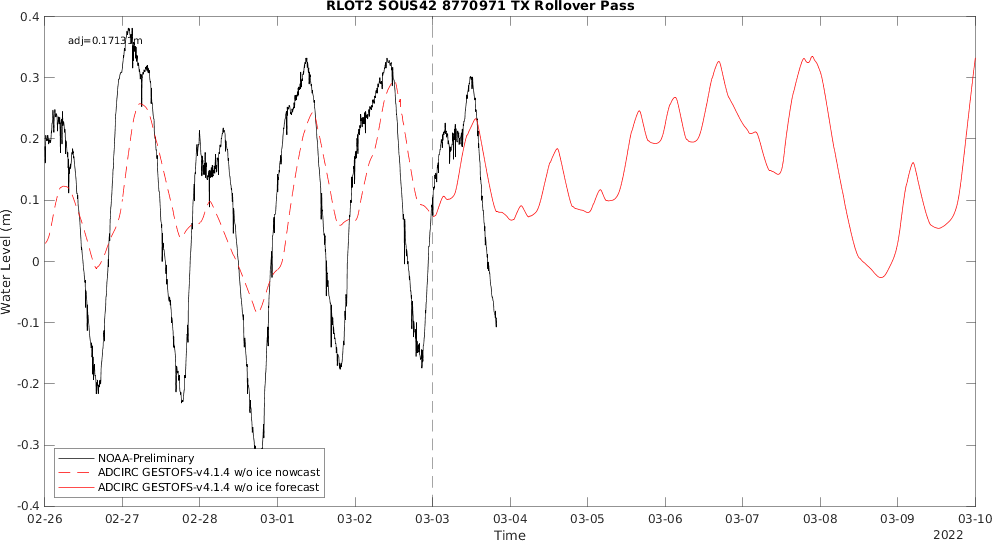 RLOT2 SOUS42 8770971 TX Rollover Pass
adj=0.17131m
Water Level (m)
0.4
0.3
0.2
0.1
0
-0.1
-0.2
-0.3
-0.4
NOAA-Preliminary
ADCIRC GESTOFS-v4.1.4 w/o ice nowcast
ADCIRC GESTOFS-v4.1.4 w/o ice forecast
02-26 02-27 02-28 03-01 03-02 03-03 03-04 03-05 03-06 03-07 03-08 03-09 03-10
Time
2022